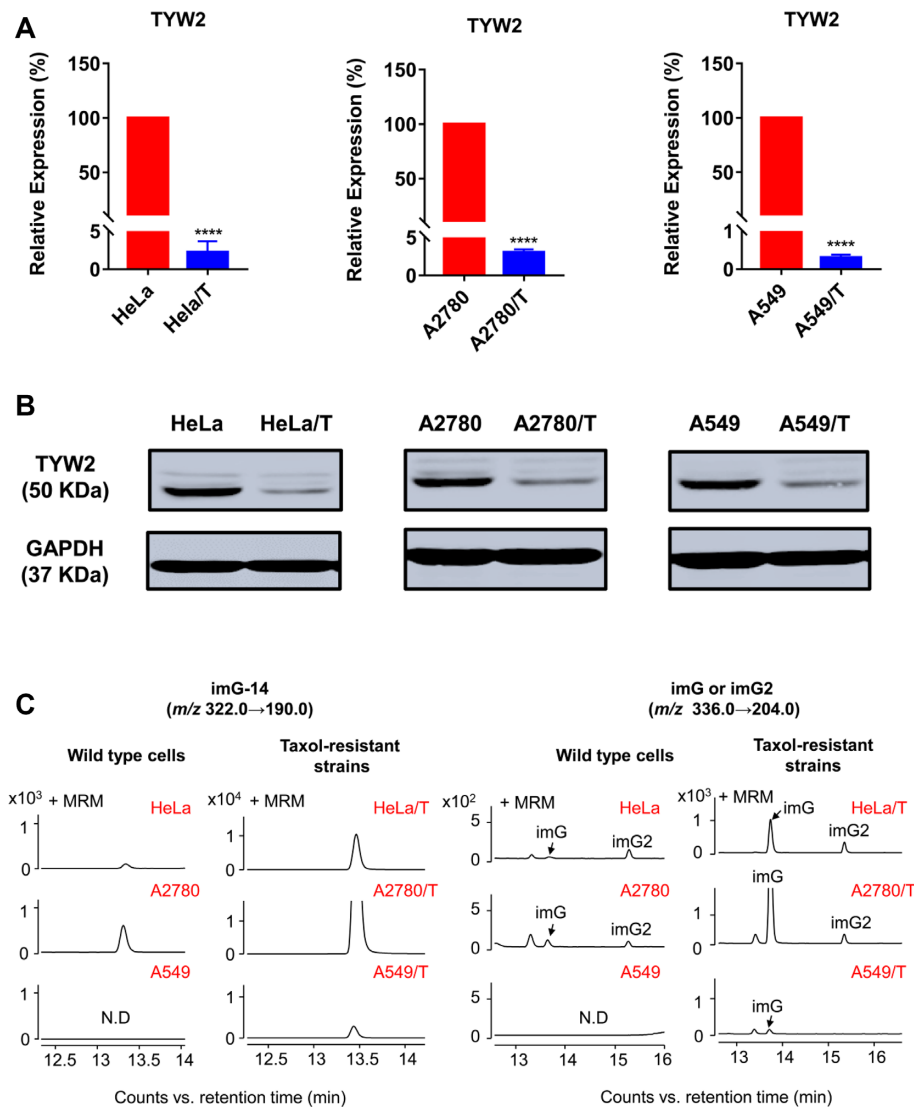 A
TYW2
Relative Expression (%)
150
100
50
5
0
****
HeLa
Hela/T
TYW2
Relative Expression (%)
150
100
50
5
0
****
A2780
A2780/T
TYW2
Relative Expression (%)
150
100
50
1
0
****
A549
A549/T
B
HeLa HeLa/T
A2780 A2780/T
A549 A549/T
TYW2
(50 KDa)
GAPDH
(37 KDa)
C
imG-14
(m/z 322.0→190.0)
imG or imG2
(m/z 336.0→204.0)
Wild type cells
Taxol-resistant
strains
Wild type cells
Taxol-resistant
strains
x10³ + MRM
HeLa
1
0
A2780
1
0
A549
1
0
N.D
12.5 13 13.5 14
x10⁴ + MRM
HeLa/T
1
0
A2780/T
1
0
A549/T
1
0
12.5 13 13.5 14
x10² + MRM
HeLa
5
0
imG
imG2
A2780
5
0
imG
imG2
A549
5
0
N.D
13 14 15 16
x10³ + MRM
HeLa/T
1
0
imG
imG2
A2780/T
1
0
imG
imG2
A549/T
1
0
imG
13 14 15 16
Counts vs. retention time (min)
Counts vs. retention time (min)